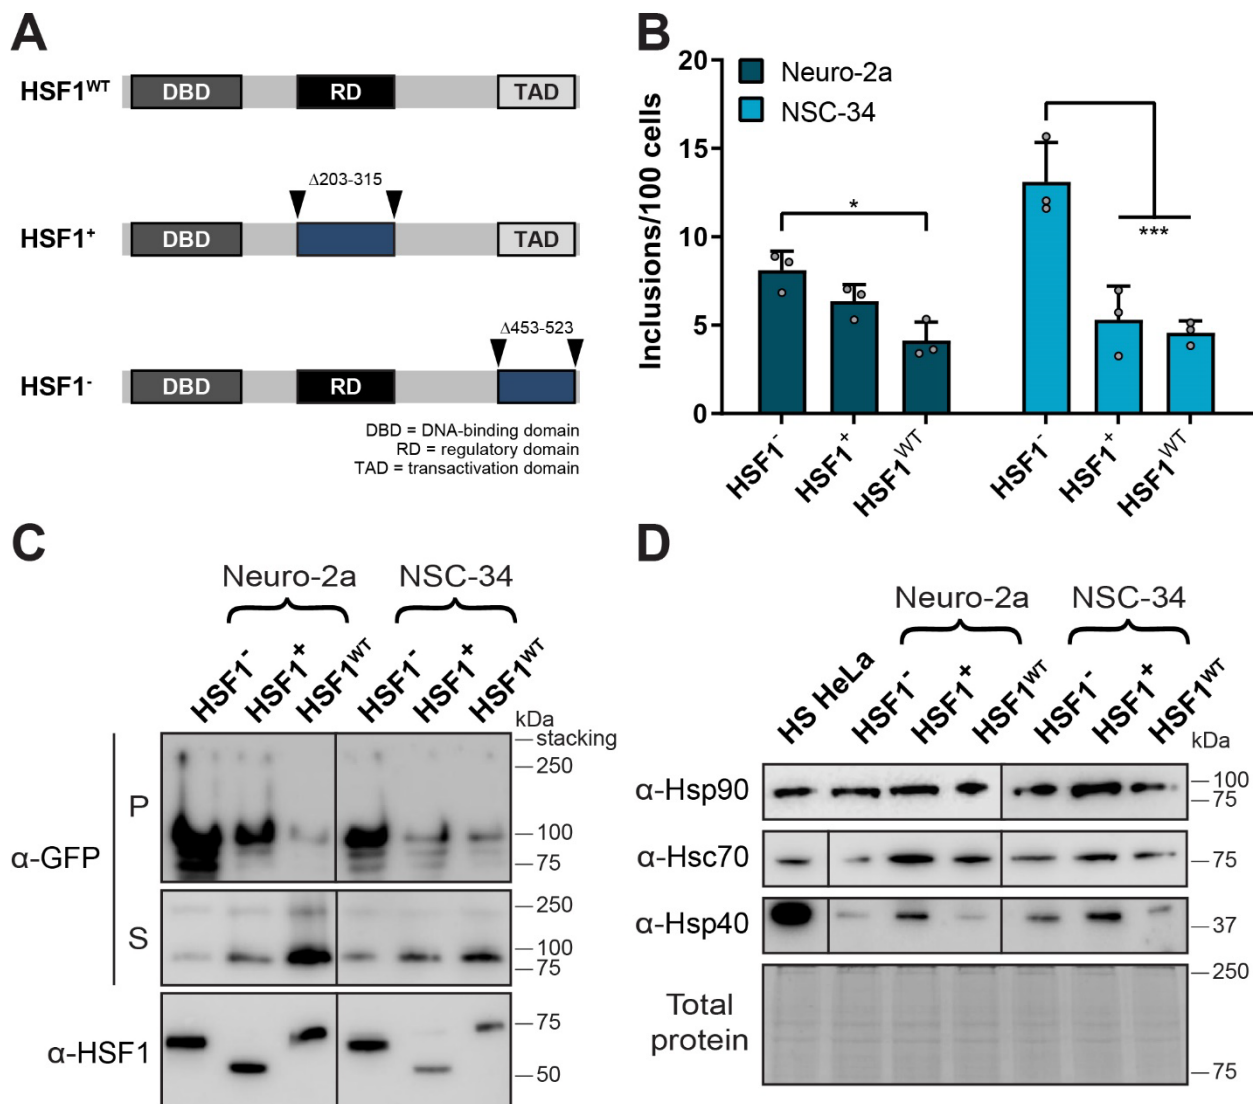 A
HSF1WT
DBD
RD
TAD
Δ203-315
HSF1+
DBD
TAD
Δ453-523
HSF1-
DBD
RD
DBD = DNA-binding domain
RD = regulatory domain
TAD = transactivation domain
B
Inclusions/100 cells
20
15
10
5
0
Neuro-2a
NSC-34
*
***
HSF1-
HSF1+
HSF1WT
HSF1-
HSF1+
HSF1WT
C
Neuro-2a
NSC-34
HSF1-
HSF1+
HSF1WT
HSF1-
HSF1+
HSF1WT
kDa
stacking
α-GFP
P
250
100
75
S
250
100
75
α-HSF1
75
50
D
Neuro-2a
NSC-34
HS HeLa
HSF1-
HSF1+
HSF1WT
HSF1-
HSF1+
HSF1WT
kDa
α-Hsp90
100
75
α-Hsc70
75
α-Hsp40
37
Total
protein
250
75